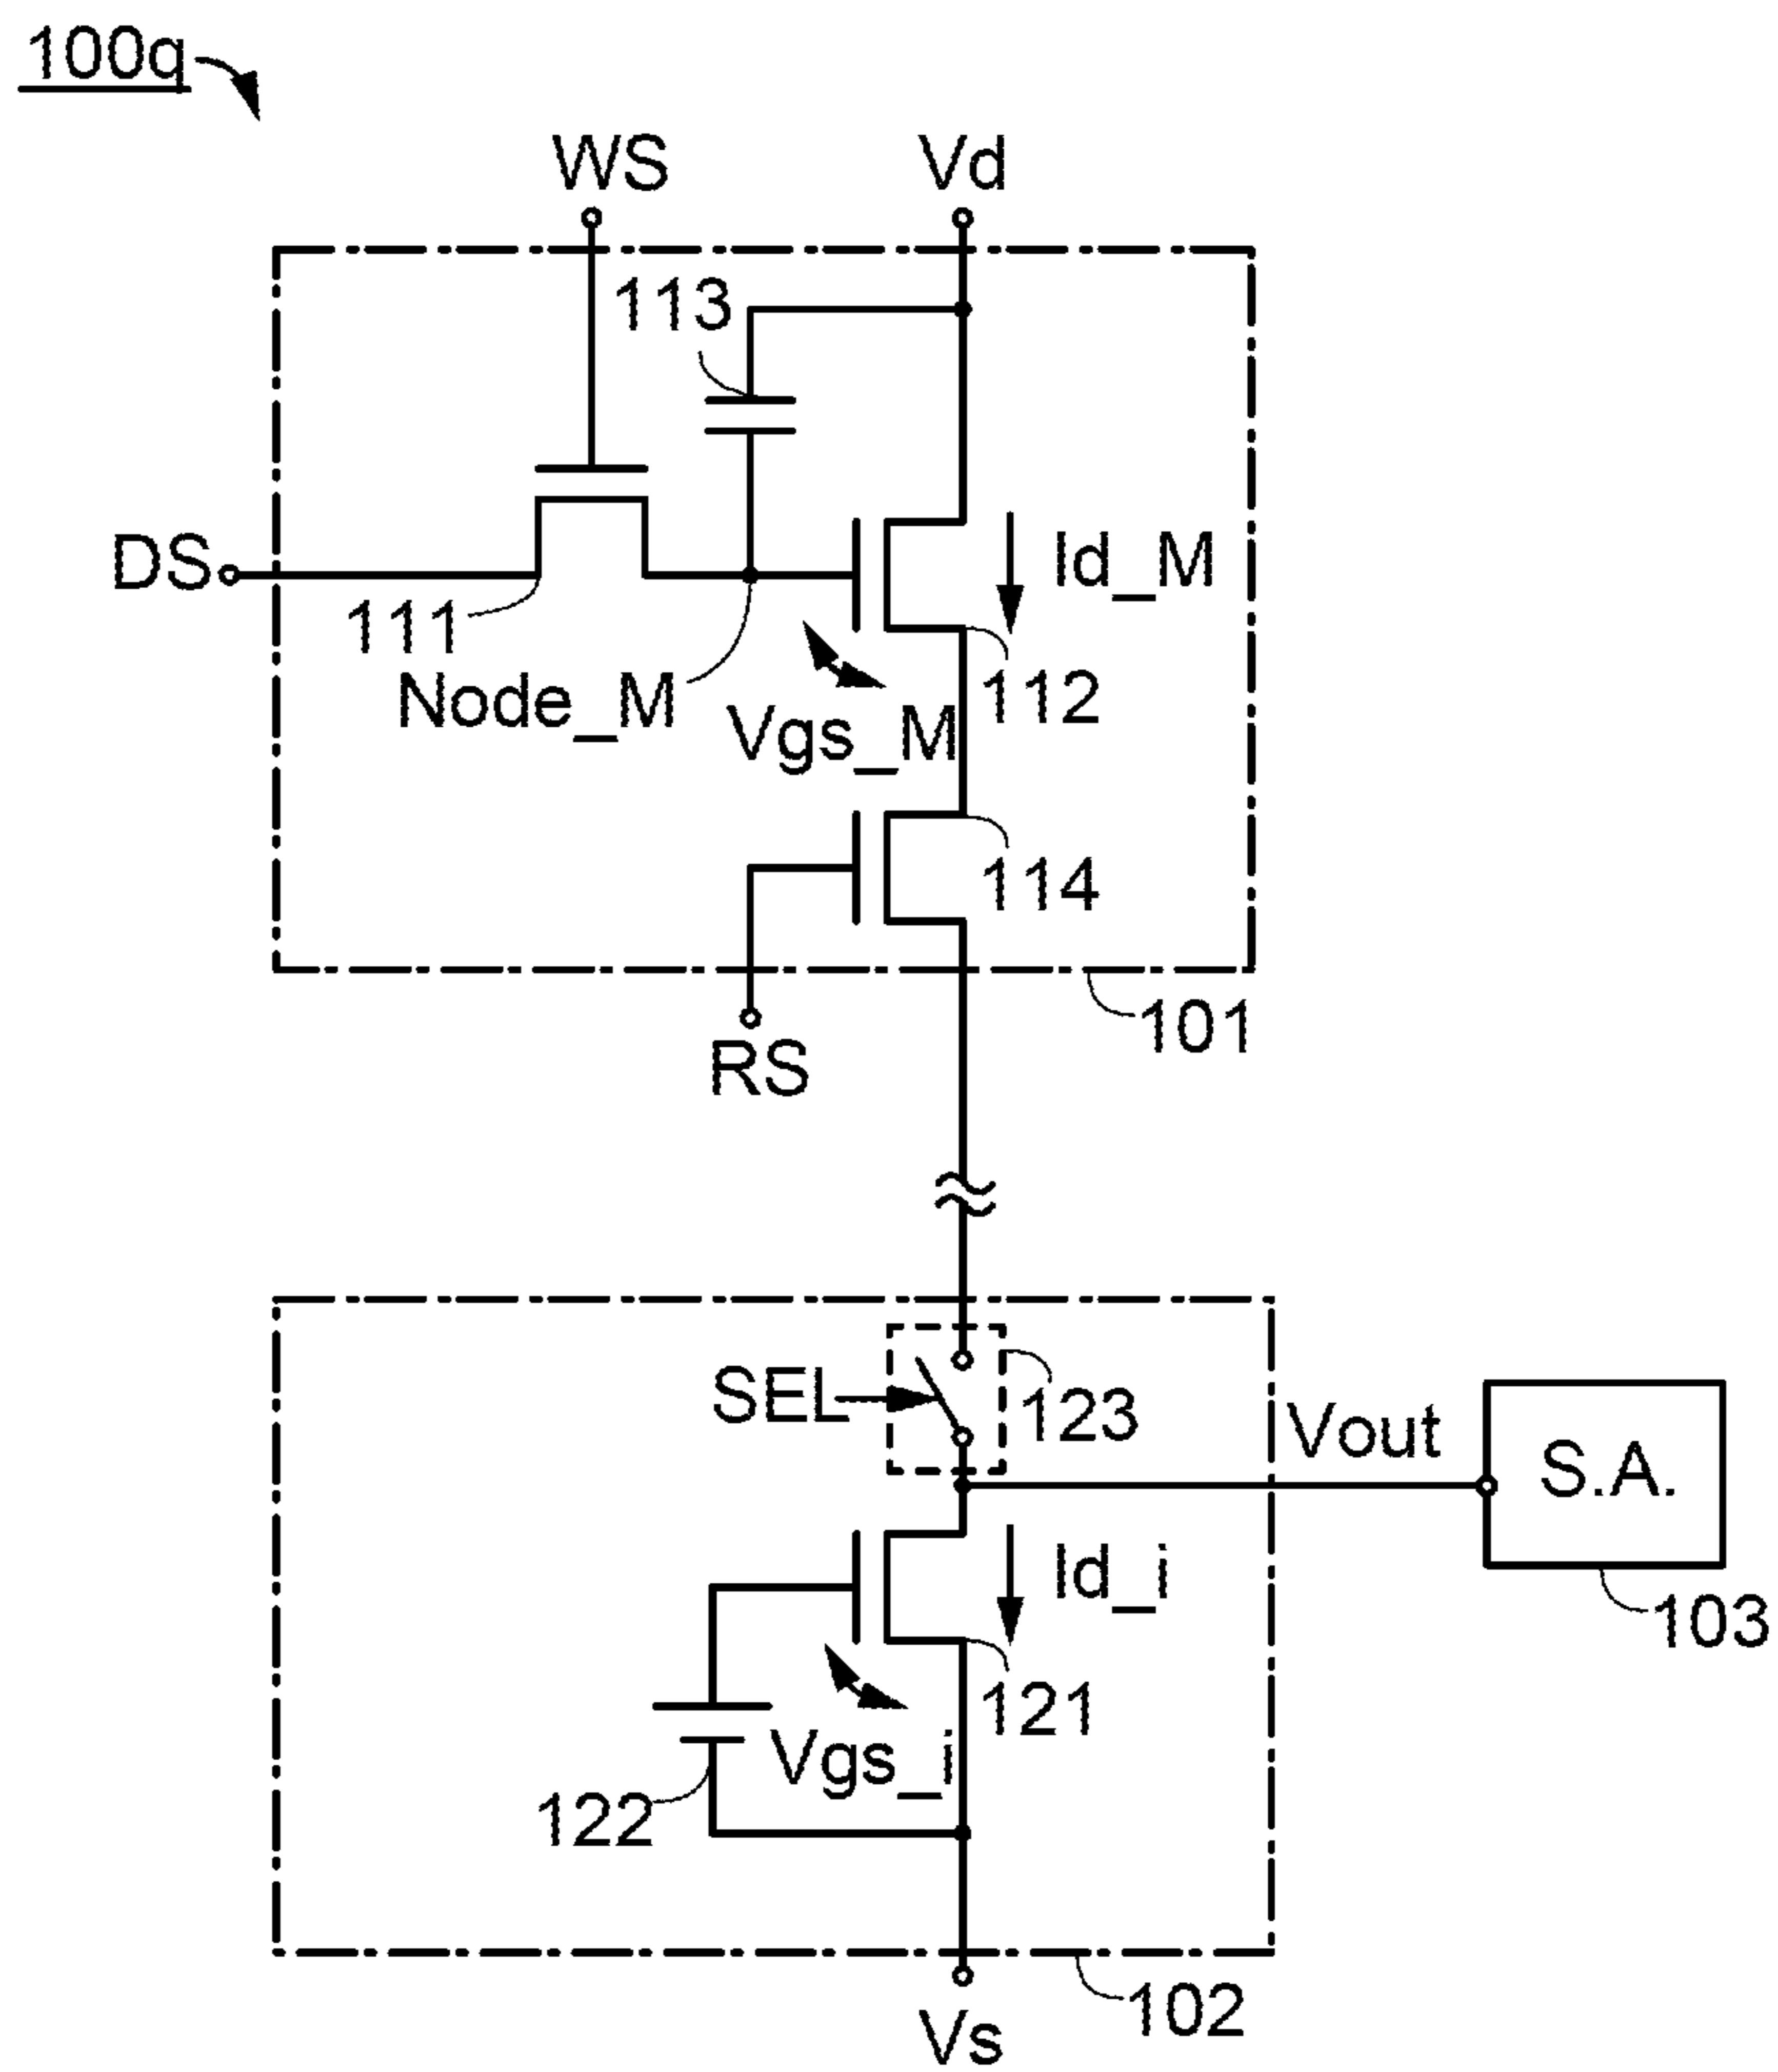 100q
WS
Vd
113
DS
Id_M
111
Node_M
112
Vgs_M
114
101
RS
SEL
123
Vout
S.A.
Id_i
103
121
Vgs_i
122
102
Vs